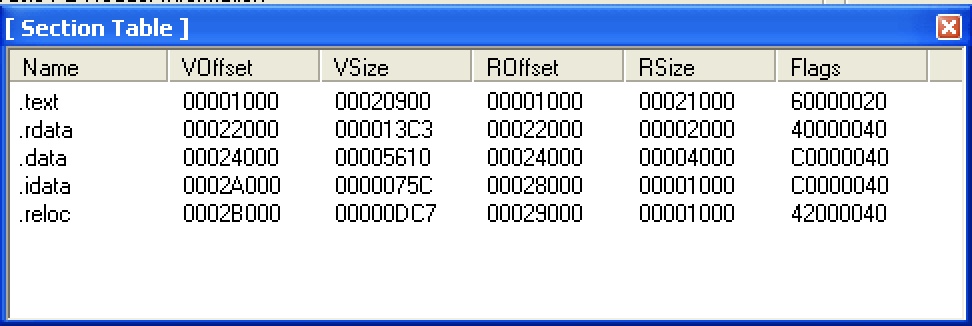 [ Section Table ]
Name VOffset VSize ROffset RSize Flags
.text 00001000 00020900 00001000 00021000 60000020
.rdata 00022000 000013C3 00022000 00002000 40000040
.data 00024000 00005610 00024000 00004000 C0000040
.idata 0002A000 0000075C 00028000 00001000 C0000040
.reloc 0002B000 00000DC7 00029000 00001000 42000040